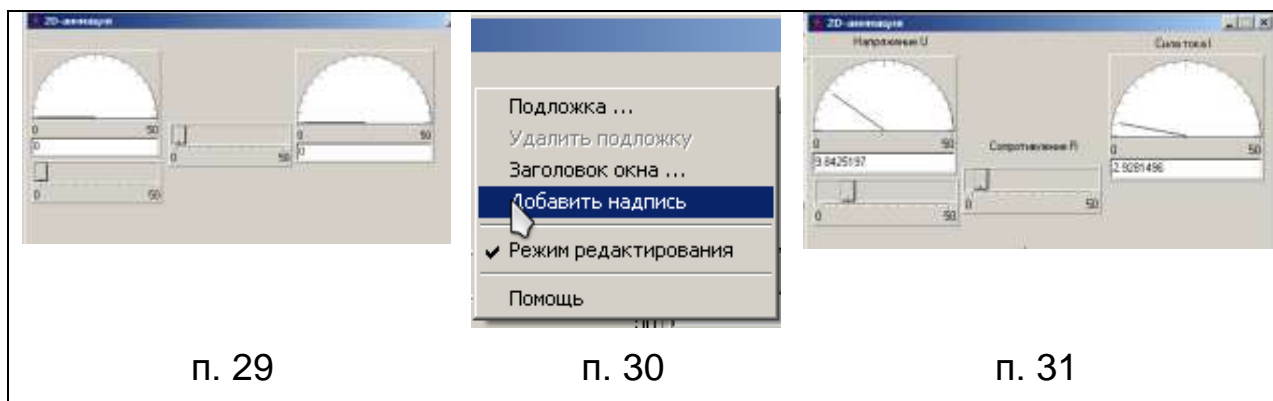 2D-анимация
0 50
0
0 50
0 50
0 50
0
п. 29
Подложка ...
Удалить подложку
Заголовок окна ...
Добавить надпись
Режим редактирования
Помощь
п. 30
2D-анимация
Напряжение U
Сила тока I
0 50
9.8425197
0 50
Сопротивление R
0 50
0 50
2.9281496
п. 31